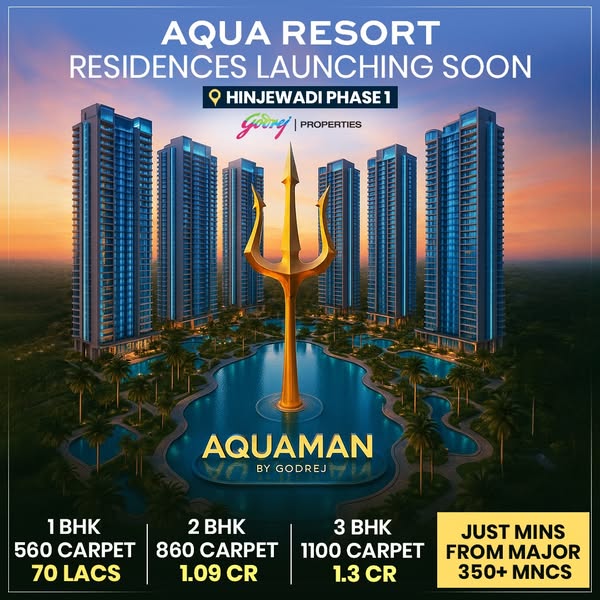 AQUA RESORT
RESIDENCES LAUNCHING SOON
HINJEWADI PHASE 1
Godrej | PROPERTIES
AQUAMAN
BY GODREJ
1 BHK
560 CARPET
70 LACS
2 BHK
860 CARPET
1.09 CR
3 BHK
1100 CARPET
1.3 CR
JUST MINS
FROM MAJOR
350+ MNCS